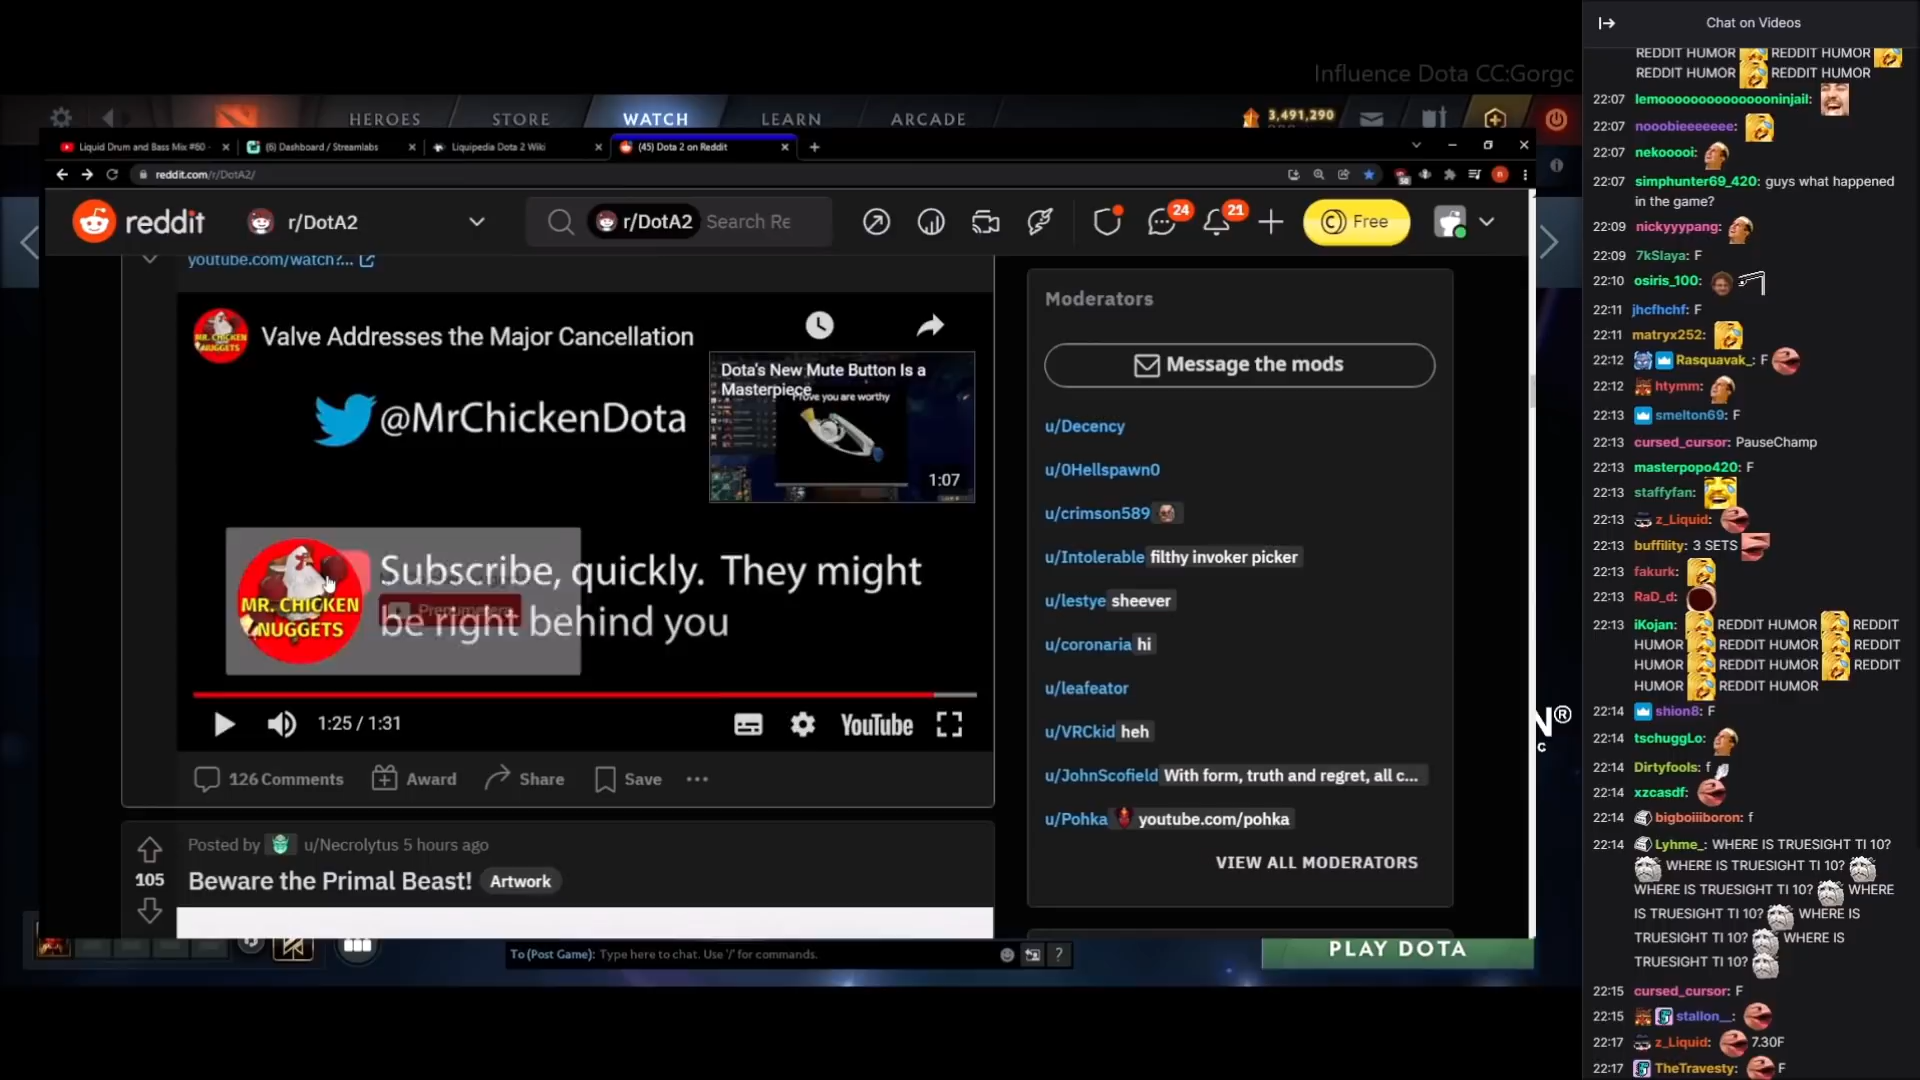 Influence Dota CC:Gorgc
HEROES STORE WATCH LEARN ARCADE 3,491,290
Liquid Drum and Bass Mix #60 -
(6) Dashboard / Streamlabs
Liquipedia Dota 2 Wiki
(45) Dota 2 on Reddit
reddit.com/r/DotA2/
reddit r/DotA2 r/DotA2 Search Re 24 21 Free
youtube.com/watch?...
MR. CHICKEN NUGGETS
Valve Addresses the Major Cancellation
@MrChickenDota
Dota's New Mute Button Is a
Masterpiece
Prove you are worthy
1:07
Subscribe, quickly. They might
be right behind you
MR. CHICKEN
NUGGETS
1:25 / 1:31
YouTube
126 Comments Award Share Save
Posted by u/Necrolytus 5 hours ago
105
Beware the Primal Beast! Artwork
Moderators
Message the mods
u/Decency
u/0Hellspawn0
u/crimson589
u/Intolerable filthy invoker picker
u/lestye sheever
u/coronaria hi
u/leafeator
u/VRCkid heh
u/JohnScofield With form, truth and regret, all c...
u/Pohka youtube.com/pohka
VIEW ALL MODERATORS
N®
To (Post Game): Type here to chat. Use '/' for commands.
?
PLAY DOTA
Chat on Videos
REDDIT HUMOR REDDIT HUMOR
REDDIT HUMOR REDDIT HUMOR
22:07 lemooooooooooooooninjail:
22:07 nooobieeeeeee:
22:07 nekooooi:
22:07 simphunter69_420: guys what happened
in the game?
22:09 nickyyypang:
22:09 7kSlaya: F
22:10 osiris_100:
22:11 jhcfhchf: F
22:11 matryx252:
22:12 Rasquavak_: F
22:12 htymm:
22:13 smelton69: F
22:13 cursed_cursor: PauseChamp
22:13 masterpopo420: F
22:13 staffyfan:
22:13 z_Liquid:
22:13 buffility: 3 SETS
22:13 fakurk:
22:13 RaD_d:
22:13 iKojan: REDDIT HUMOR REDDIT
HUMOR REDDIT HUMOR REDDIT
HUMOR REDDIT HUMOR REDDIT
HUMOR REDDIT HUMOR
22:14 shion8: F
22:14 tschuggLo:
22:14 Dirtyfools: f
22:14 xzcasdf:
22:14 bigboiiiboron: f
22:14 Lyhme_: WHERE IS TRUESIGHT TI 10?
WHERE IS TRUESIGHT TI 10?
WHERE IS TRUESIGHT TI 10? WHERE
IS TRUESIGHT TI 10? WHERE IS
TRUESIGHT TI 10? WHERE IS
TRUESIGHT TI 10?
22:15 cursed_cursor: F
22:15 stallon__:
22:17 z_Liquid: 7.30F
22:17 TheTravesty: F